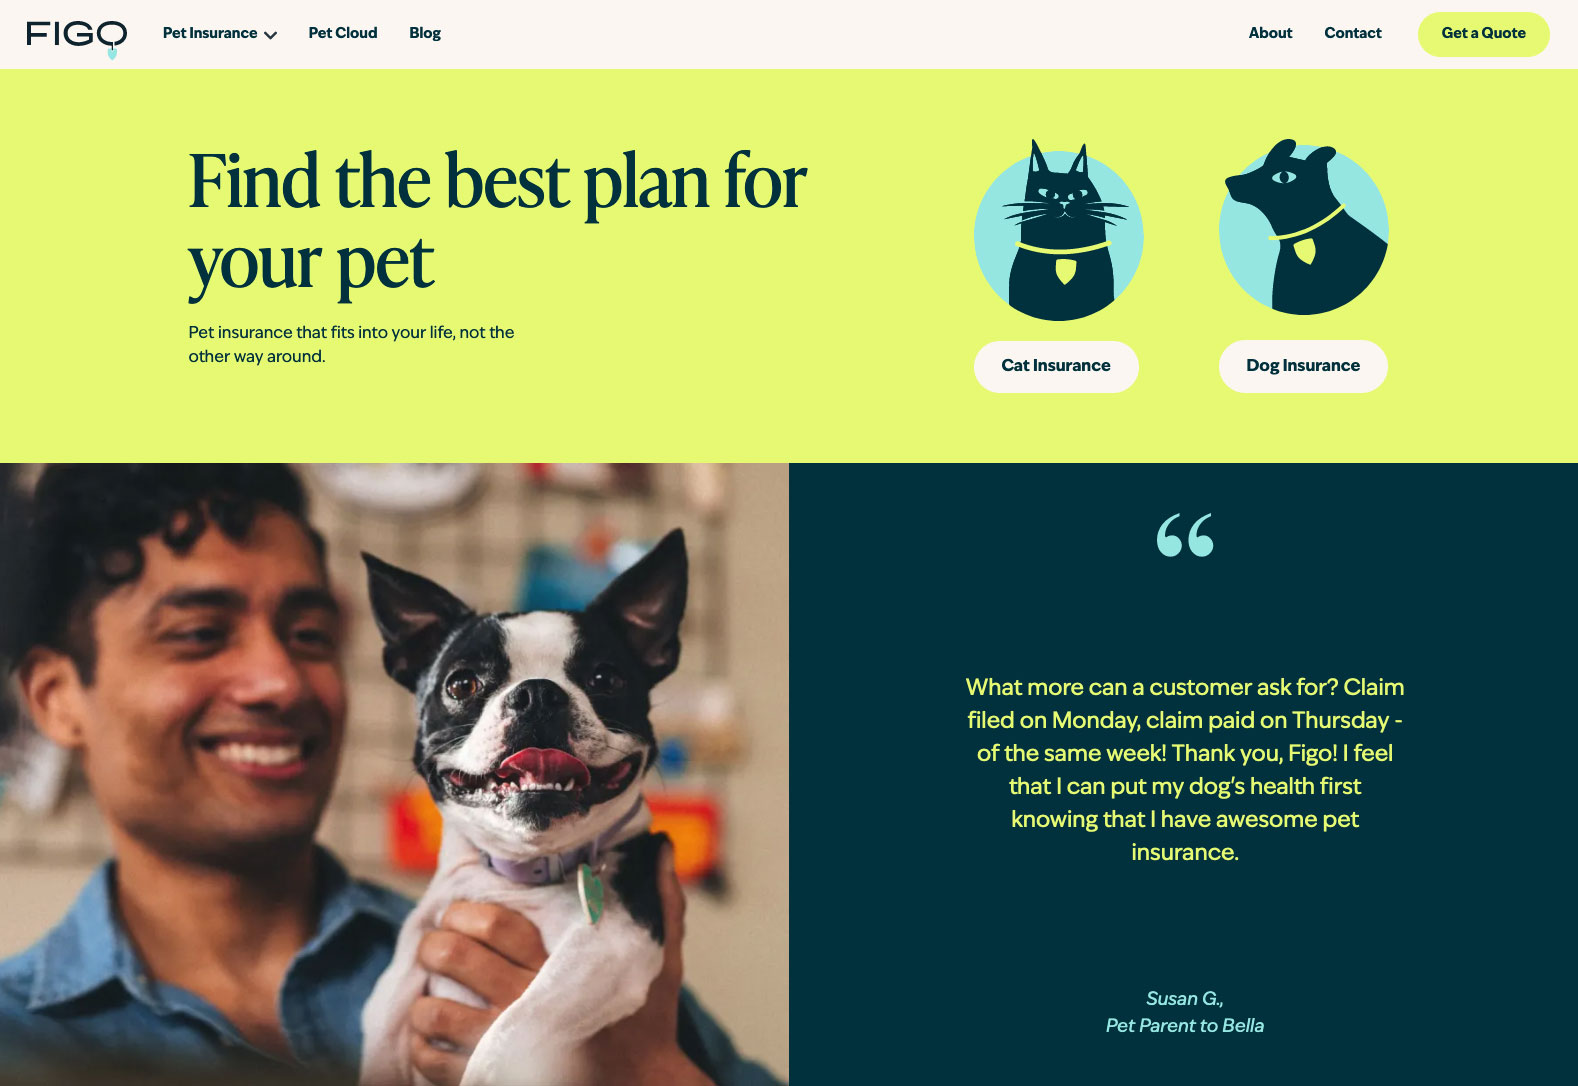 FIGO
Pet Insurance
Pet Cloud
Blog
About
Contact
Get a Quote
Find the best plan for
your pet
Pet insurance that fits into your life, not the
other way around.
Cat Insurance
Dog Insurance
“
What more can a customer ask for? Claim
filed on Monday, claim paid on Thursday -
of the same week! Thank you, Figo! I feel
that I can put my dog's health first
knowing that I have awesome pet
insurance.
Susan G.,
Pet Parent to Bella